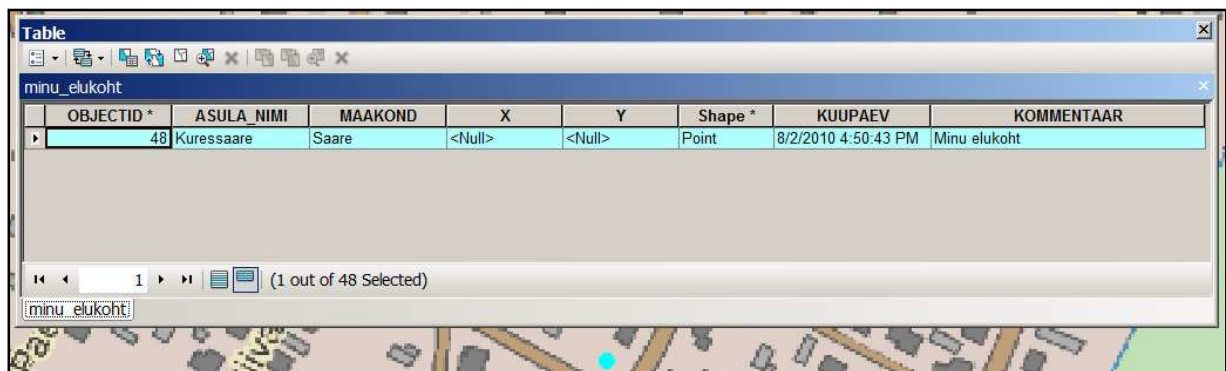 Table
minu_elukoht
OBJECTID * ASULA_NIMI MAAKOND X Y Shape * KUUPAEV KOMMENTAAR
48 Kuressaare Saare <Null> <Null> Point 8/2/2010 4:50:43 PM Minu elukoht
1 (1 out of 48 Selected)
minu_elukoht